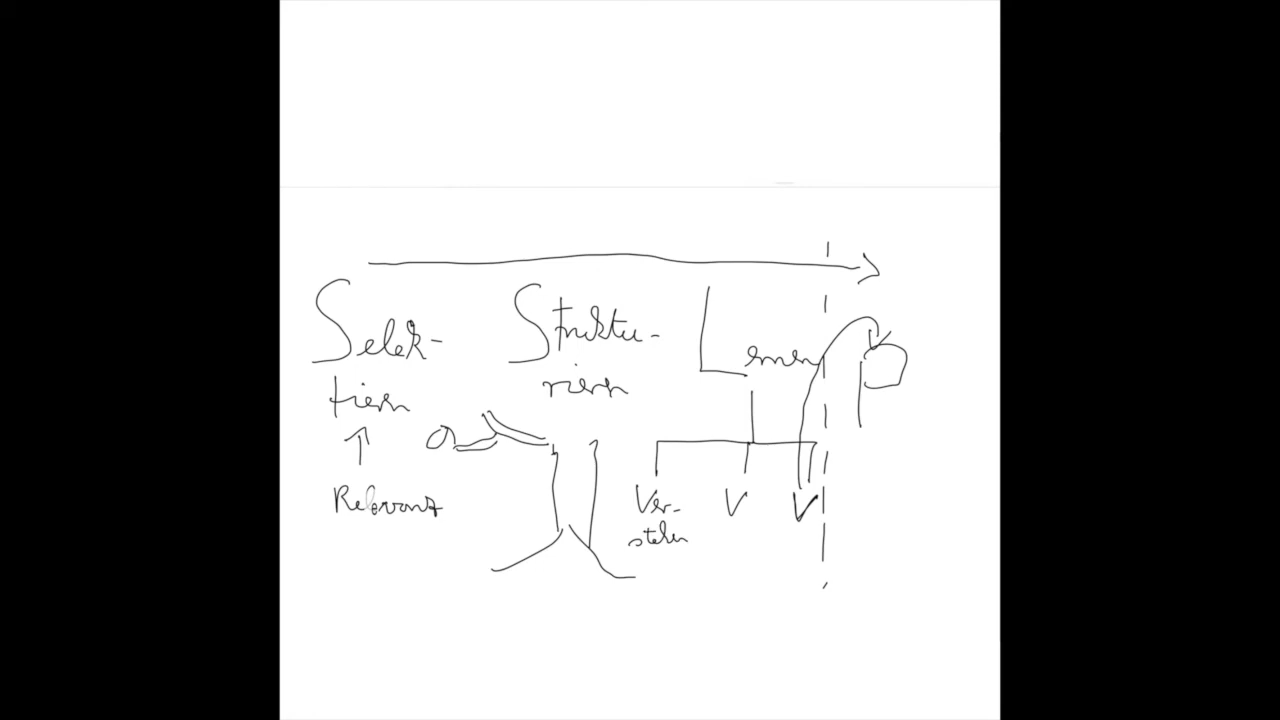 Selek-
tieren
Struktu-
rieren
Lernen
Relevanz
Ver-
stehen
V
V
P